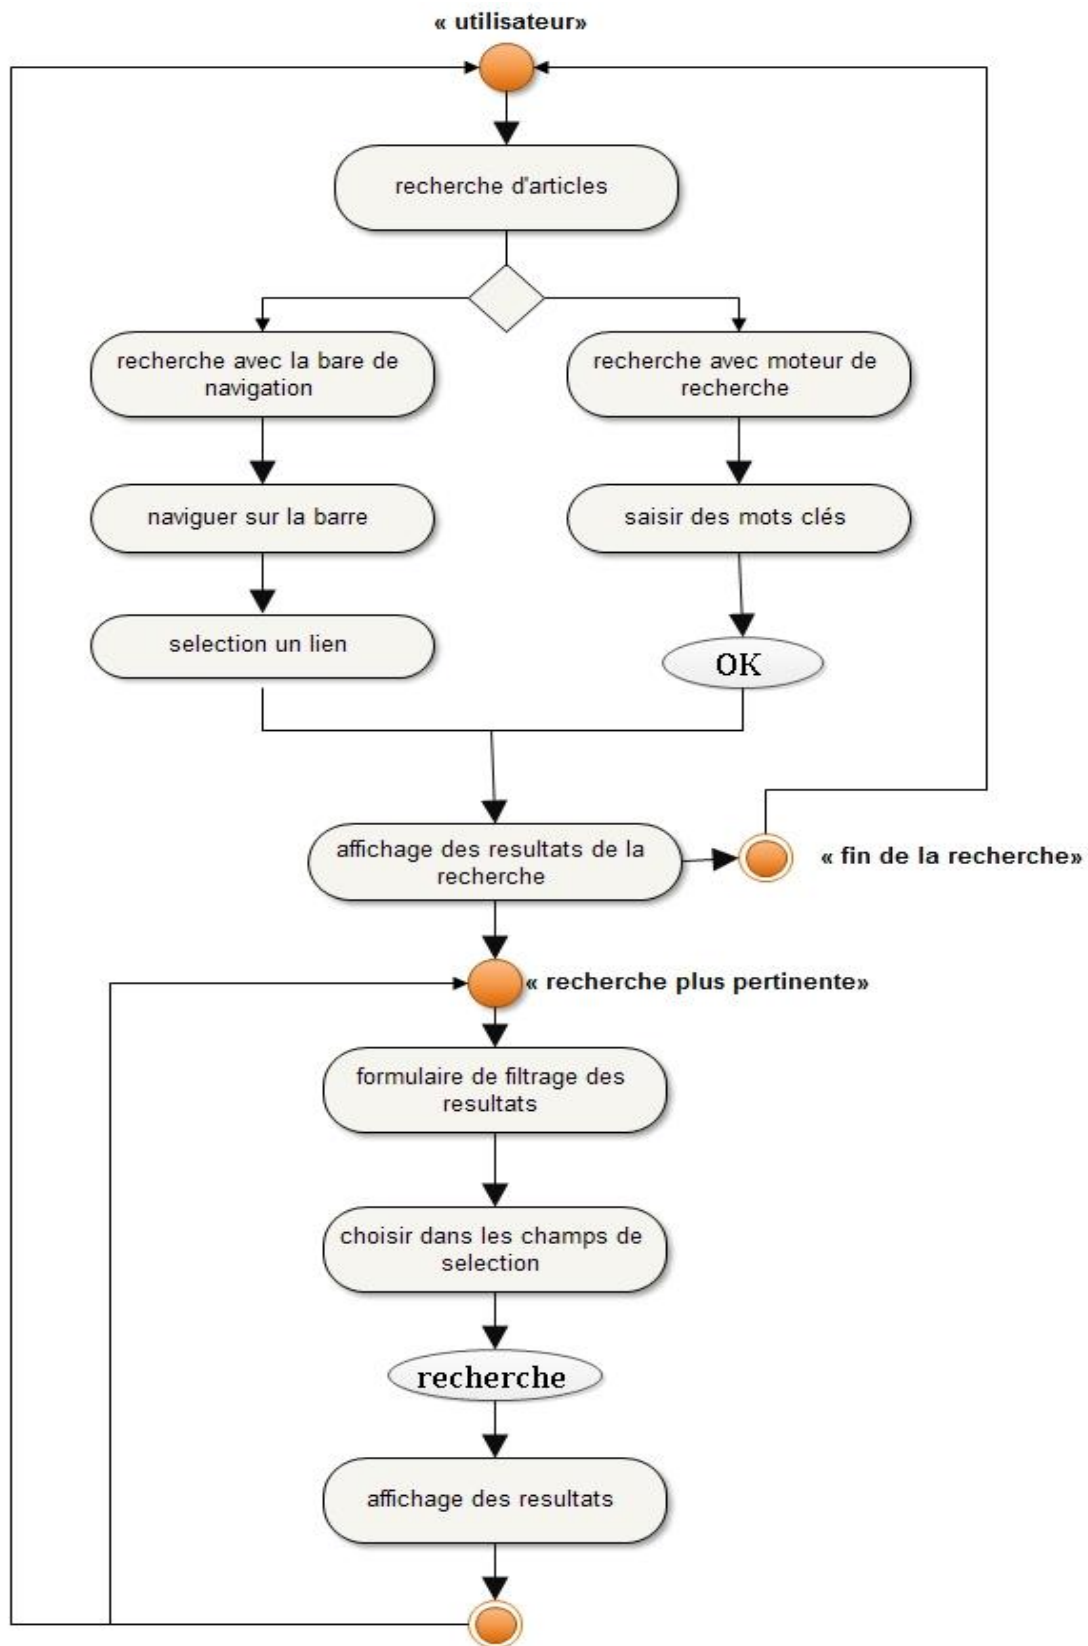 « utilisateur»
recherche d'articles
recherche avec la bare de
navigation
recherche avec moteur de
recherche
naviguer sur la barre
saisir des mots clés
selection un lien
OK
affichage des resultats de la
recherche
« fin de la recherche»
« recherche plus pertinente»
formulaire de filtrage des
resultats
choisir dans les champs de
selection
recherche
affichage des resultats